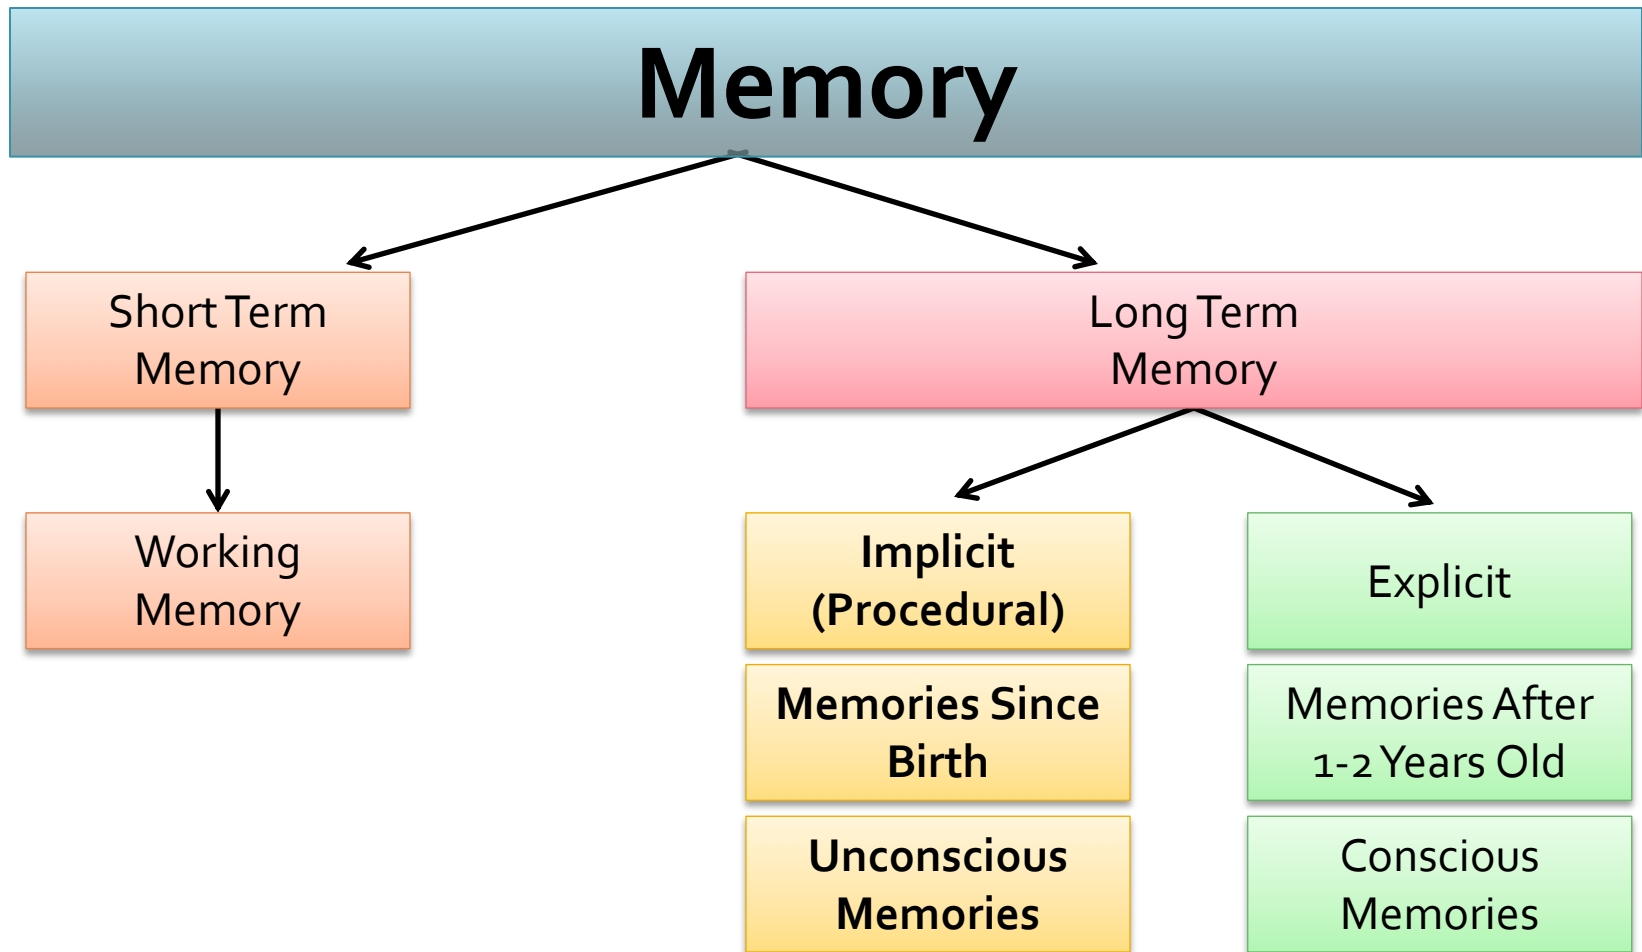 Memory
Short Term
Memory
Long Term
Memory
Working
Memory
Implicit
(Procedural)
Explicit
Memories Since
Birth
Memories After
1-2 Years Old
Unconscious
Memories
Conscious
Memories